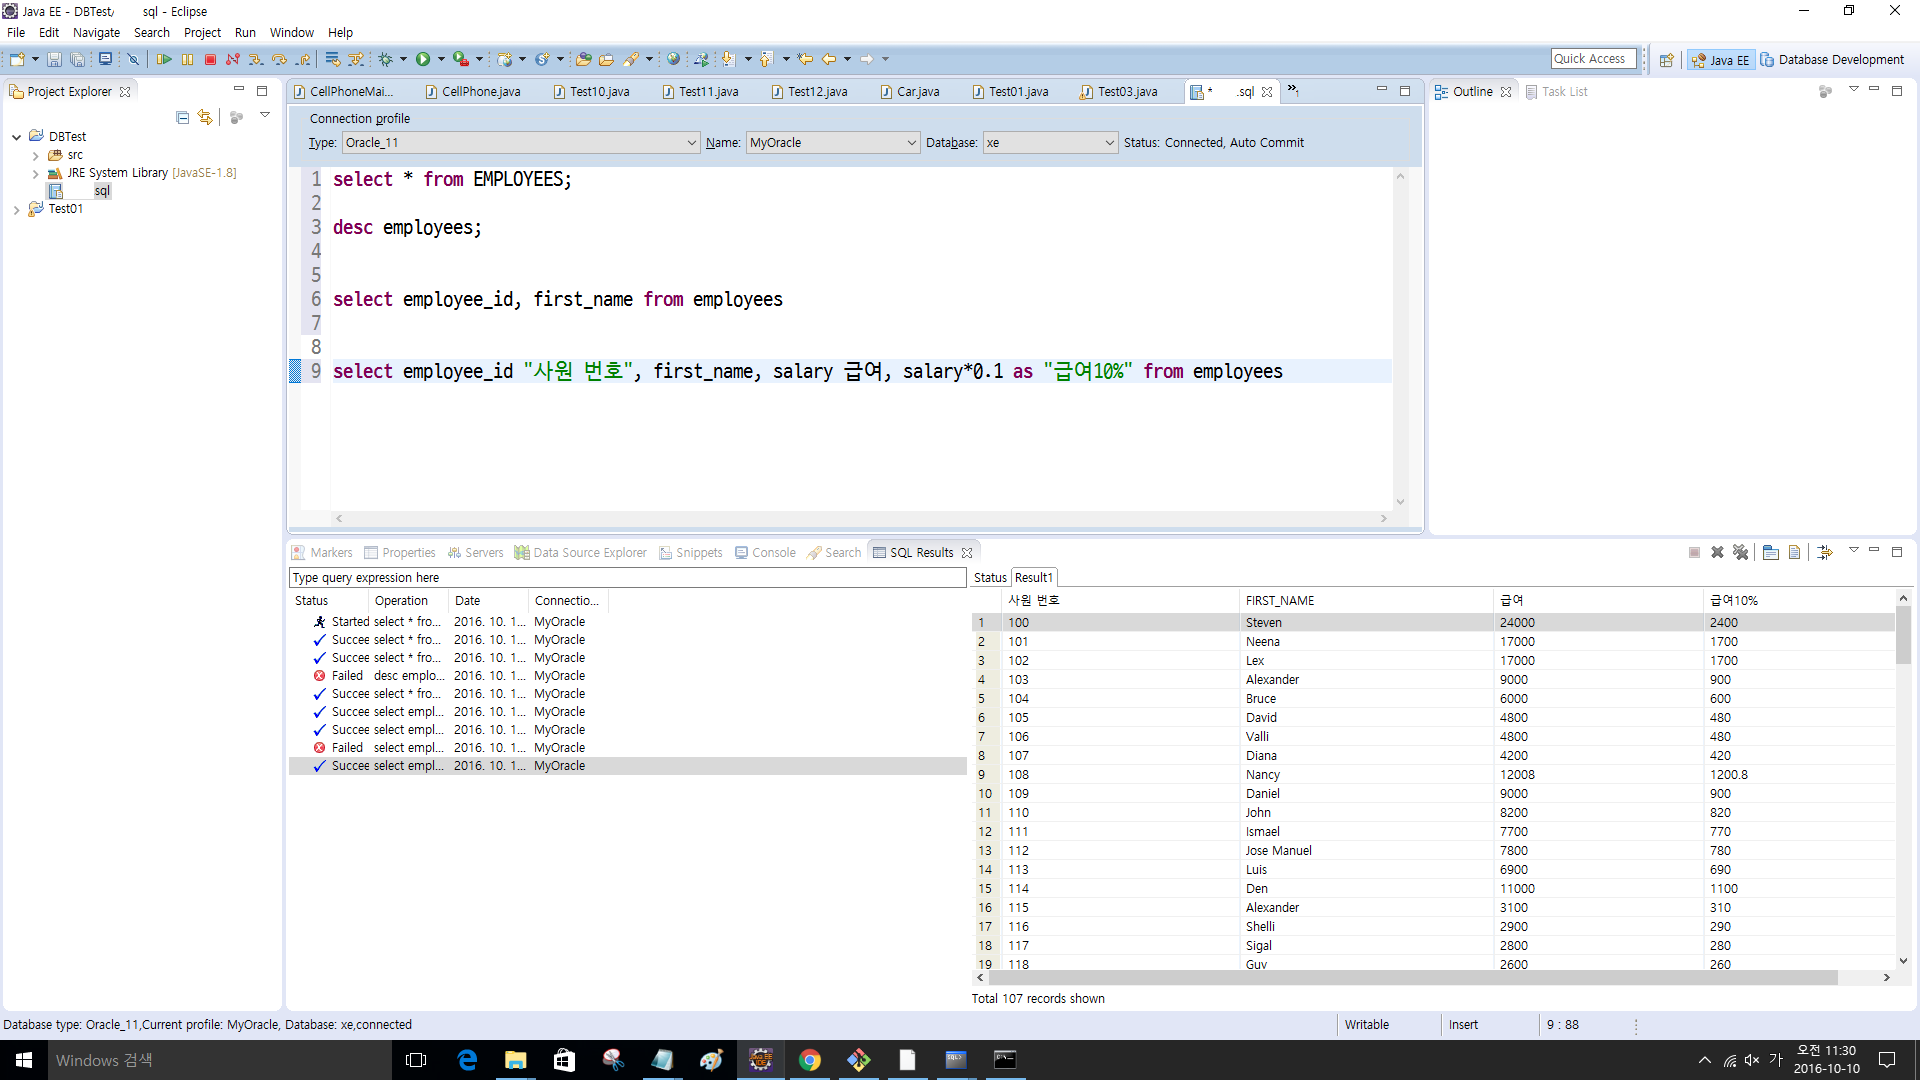 Java EE - DBTest/ sql - Eclipse
File Edit Navigate Search Project Run Window Help
Quick Access Java EE Database Development
Project Explorer
DBTest
src
JRE System Library [JavaSE-1.8]
sql
Test01
CellPhoneMai... CellPhone.java Test10.java Test11.java Test12.java Car.java Test01.java Test03.java * .sql »1
Connection profile
Type: Oracle_11 Name: MyOracle Database: xe Status: Connected, Auto Commit
1 select * from EMPLOYEES;
2
3 desc employees;
4
5
6 select employee_id, first_name from employees
7
8
9 select employee_id "사원 번호", first_name, salary 급여, salary*0.1 as "급여10%" from employees
Outline Task List
Markers Properties Servers Data Source Explorer Snippets Console Search SQL Results
Type query expression here
Status Operation Date Connectio...
Started select * fro... 2016. 10. 1... MyOracle
Succee select * fro... 2016. 10. 1... MyOracle
Succee select * fro... 2016. 10. 1... MyOracle
Failed desc emplo... 2016. 10. 1... MyOracle
Succee select * fro... 2016. 10. 1... MyOracle
Succee select empl... 2016. 10. 1... MyOracle
Succee select empl... 2016. 10. 1... MyOracle
Failed select empl... 2016. 10. 1... MyOracle
Succee select empl... 2016. 10. 1... MyOracle
Status Result1
사원 번호 FIRST_NAME 급여 급여10%
1 100 Steven 24000 2400
2 101 Neena 17000 1700
3 102 Lex 17000 1700
4 103 Alexander 9000 900
5 104 Bruce 6000 600
6 105 David 4800 480
7 106 Valli 4800 480
8 107 Diana 4200 420
9 108 Nancy 12008 1200.8
10 109 Daniel 9000 900
11 110 John 8200 820
12 111 Ismael 7700 770
13 112 Jose Manuel 7800 780
14 113 Luis 6900 690
15 114 Den 11000 1100
16 115 Alexander 3100 310
17 116 Shelli 2900 290
18 117 Sigal 2800 280
19 118 Guy 2600 260
Total 107 records shown
Database type: Oracle_11,Current profile: MyOracle, Database: xe,connected Writable Insert 9 : 88
Windows 검색
가 오전 11:30
2016-10-10